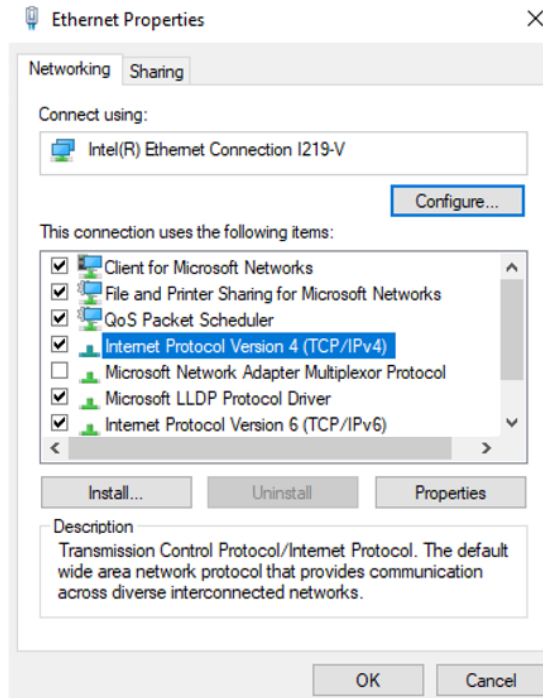 Ethernet Properties
Networking
Sharing
Connect using:
Intel(R) Ethernet Connection I219-V
Configure...
This connection uses the following items:
Client for Microsoft Networks
File and Printer Sharing for Microsoft Networks
QoS Packet Scheduler
Internet Protocol Version 4 (TCP/IPv4)
Microsoft Network Adapter Multiplexor Protocol
Microsoft LLDP Protocol Driver
Internet Protocol Version 6 (TCP/IPv6)
Install...
Uninstall
Properties
Description
Transmission Control Protocol/Internet Protocol. The default
wide area network protocol that provides communication
across diverse interconnected networks.
OK
Cancel